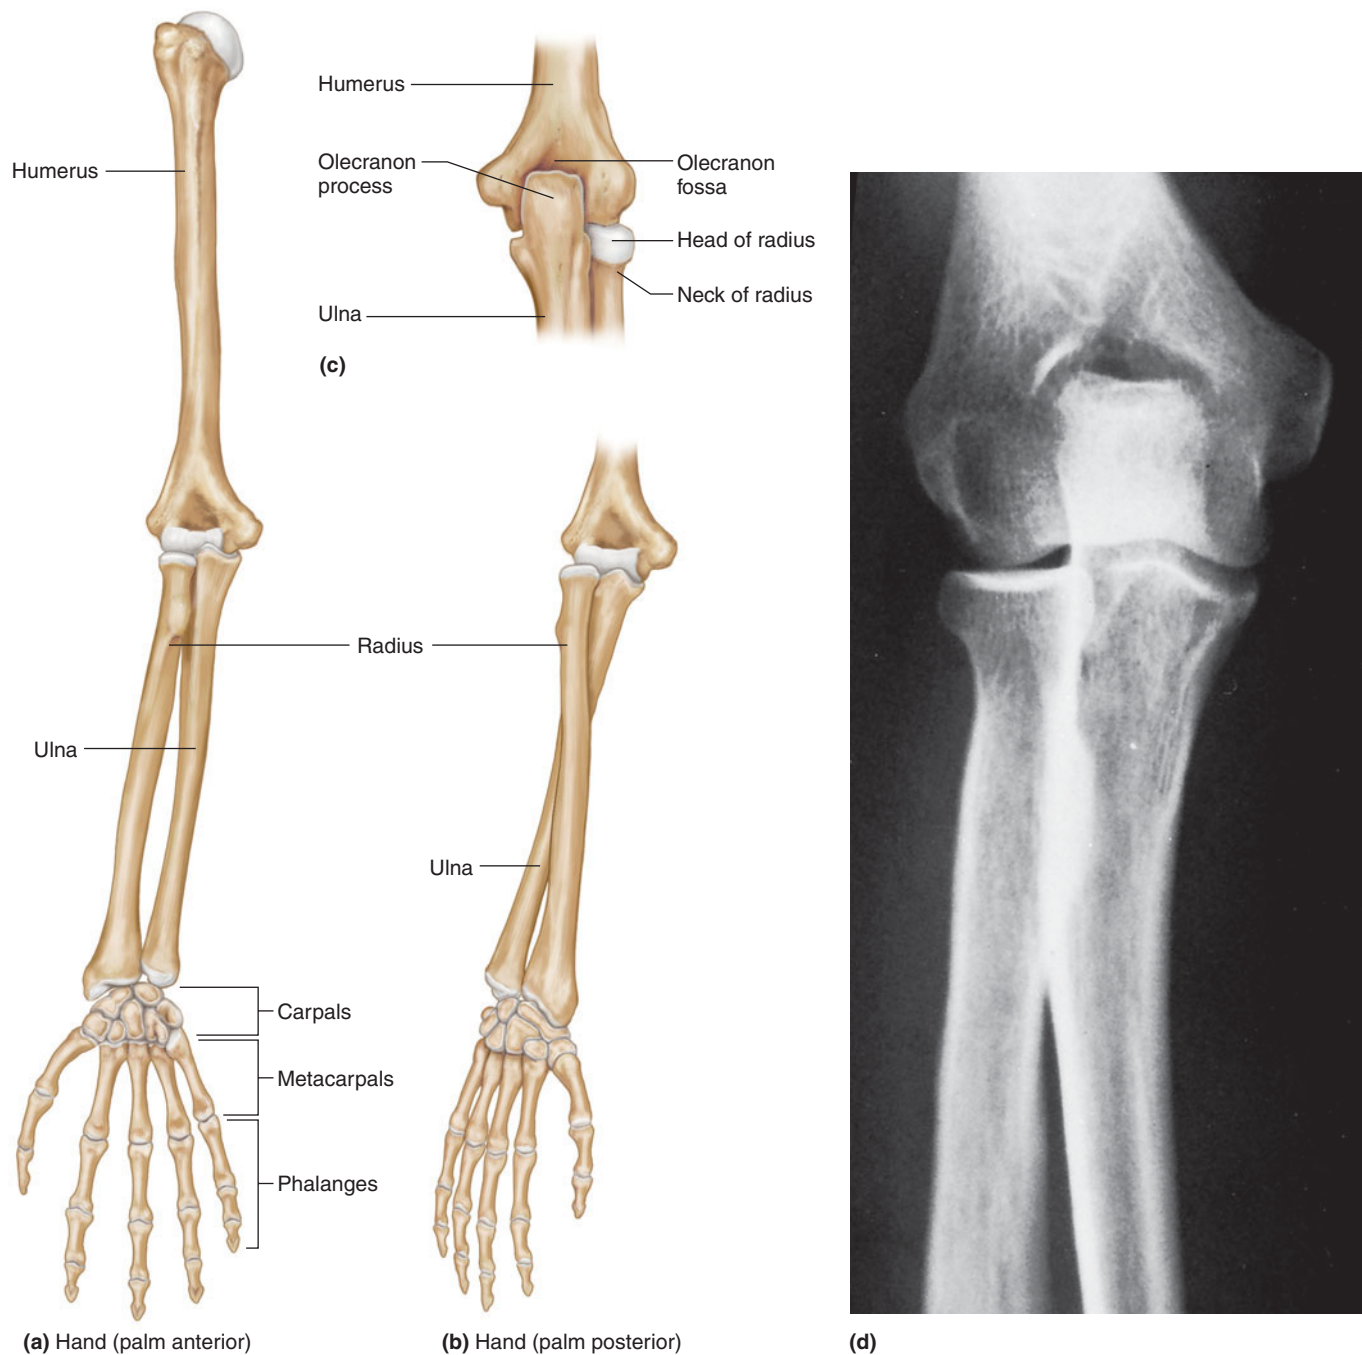 Humerus
Humerus
Olecranon
process
Olecranon
fossa
Head of radius
Neck of radius
Ulna
(c)
Radius
Ulna
Ulna
Carpals
Metacarpals
Phalanges
(a) Hand (palm anterior)
(b) Hand (palm posterior)
(d)